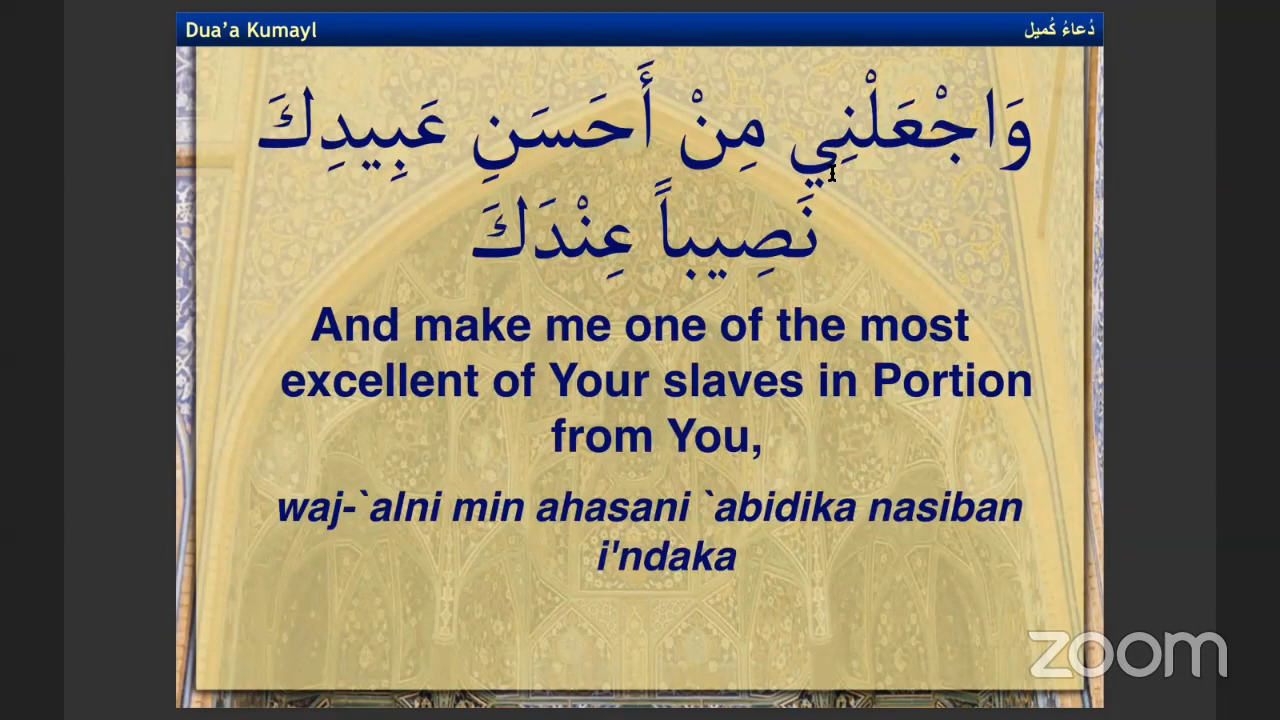 Dua’a Kumayl
دُعاءُ كُميل
وَاجْعَلْنِي مِنْ أَحَسَنِ عَبِيدِكَ
نَصِيباً عِنْدَكَ
And make me one of the most
excellent of Your slaves in Portion
from You,
waj-`alni min ahasani `abidika nasiban
i'ndaka
zoom